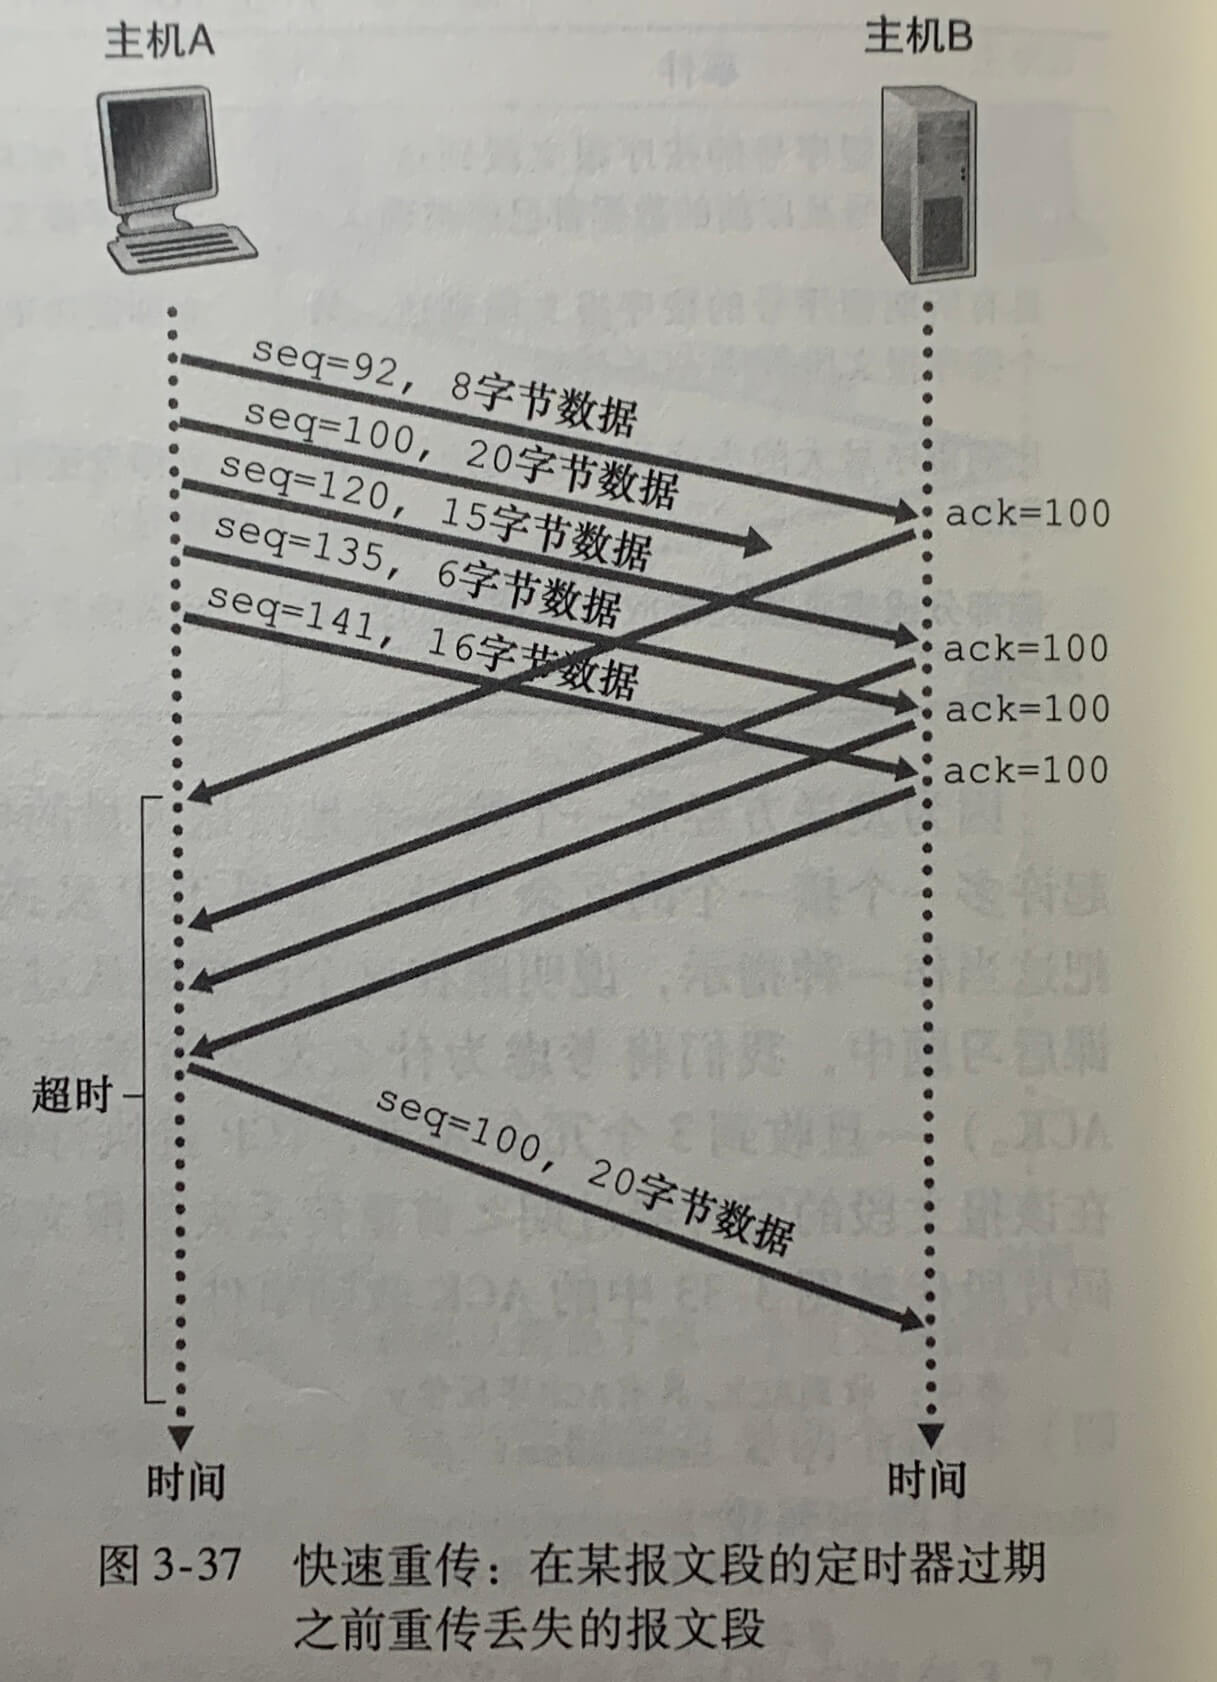 主机A
主机B
seq=92, 8字节数据
seq=100, 20字节数据
seq=120, 15字节数据
seq=135, 6字节数据
seq=141, 16字节数据
ack=100
ack=100
ack=100
ack=100
超时
seq=100, 20字节数据
时间
时间
图 3-37 快速重传：在某报文段的定时器过期
之前重传丢失的报文段